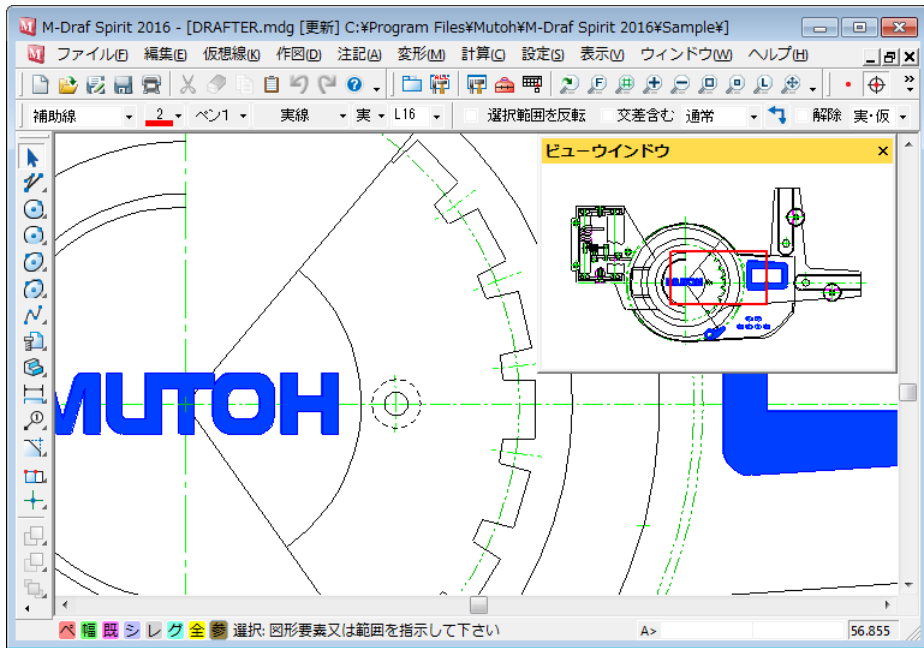 M-Draf Spirit 2016 - [DRAFTER.mdg [更新] C:¥Program Files¥Mutoh¥M-Draf Spirit 2016¥Sample¥]
ファイル(F) 編集(E) 仮想線(K) 作図(D) 注記(A) 変形(M) 計算(C) 設定(S) 表示(V) ウィンドウ(W) ヘルプ(H)
補助線 2 ペン1 実線 実 L16 選択範囲を反転 交差含む 通常 解除 実・仮
ビューウインドウ
MUTOH
MUTOH
ペ 幅 既 シ レ グ 全 参 選択: 図形要素又は範囲を指示して下さい A> 56.855